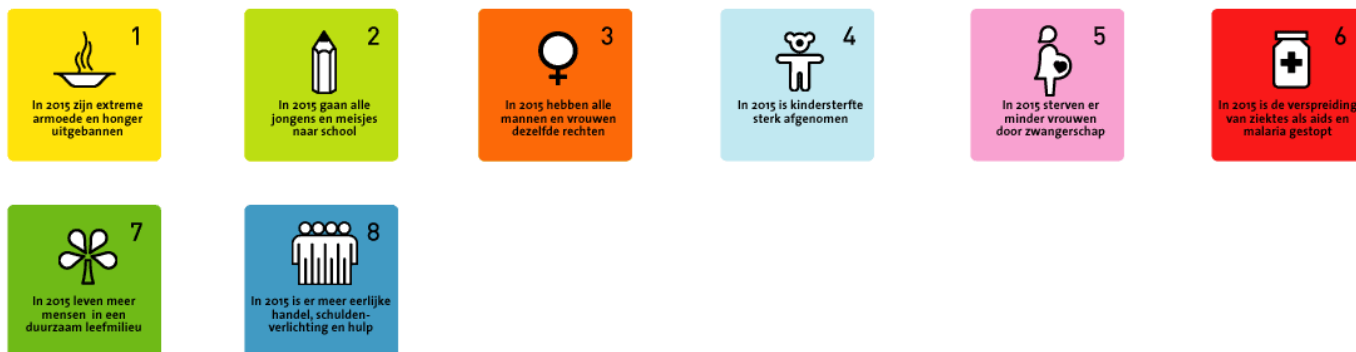 1
In 2015 zijn extreme
armoede en honger
uitgebannen
2
In 2015 gaan alle
jongens en meisjes
naar school
3
In 2015 hebben alle
mannen en vrouwen
dezelfde rechten
4
In 2015 is kindersterfte
sterk afgenomen
5
In 2015 sterven er
minder vrouwen
door zwangerschap
6
In 2015 is de verspreiding
van ziektes als aids en
malaria gestopt
7
In 2015 leven meer
mensen in een
duurzaam leefmilieu
8
In 2015 is er meer eerlijke
handel, schulden-
verlichting en hulp